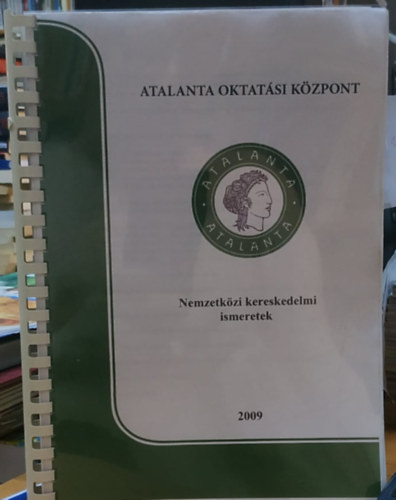 ATALANTA OKTATÁSI KÖZPONT
ATALANTA
ATALANTA
Nemzetközi kereskedelmi
ismeretek
2009